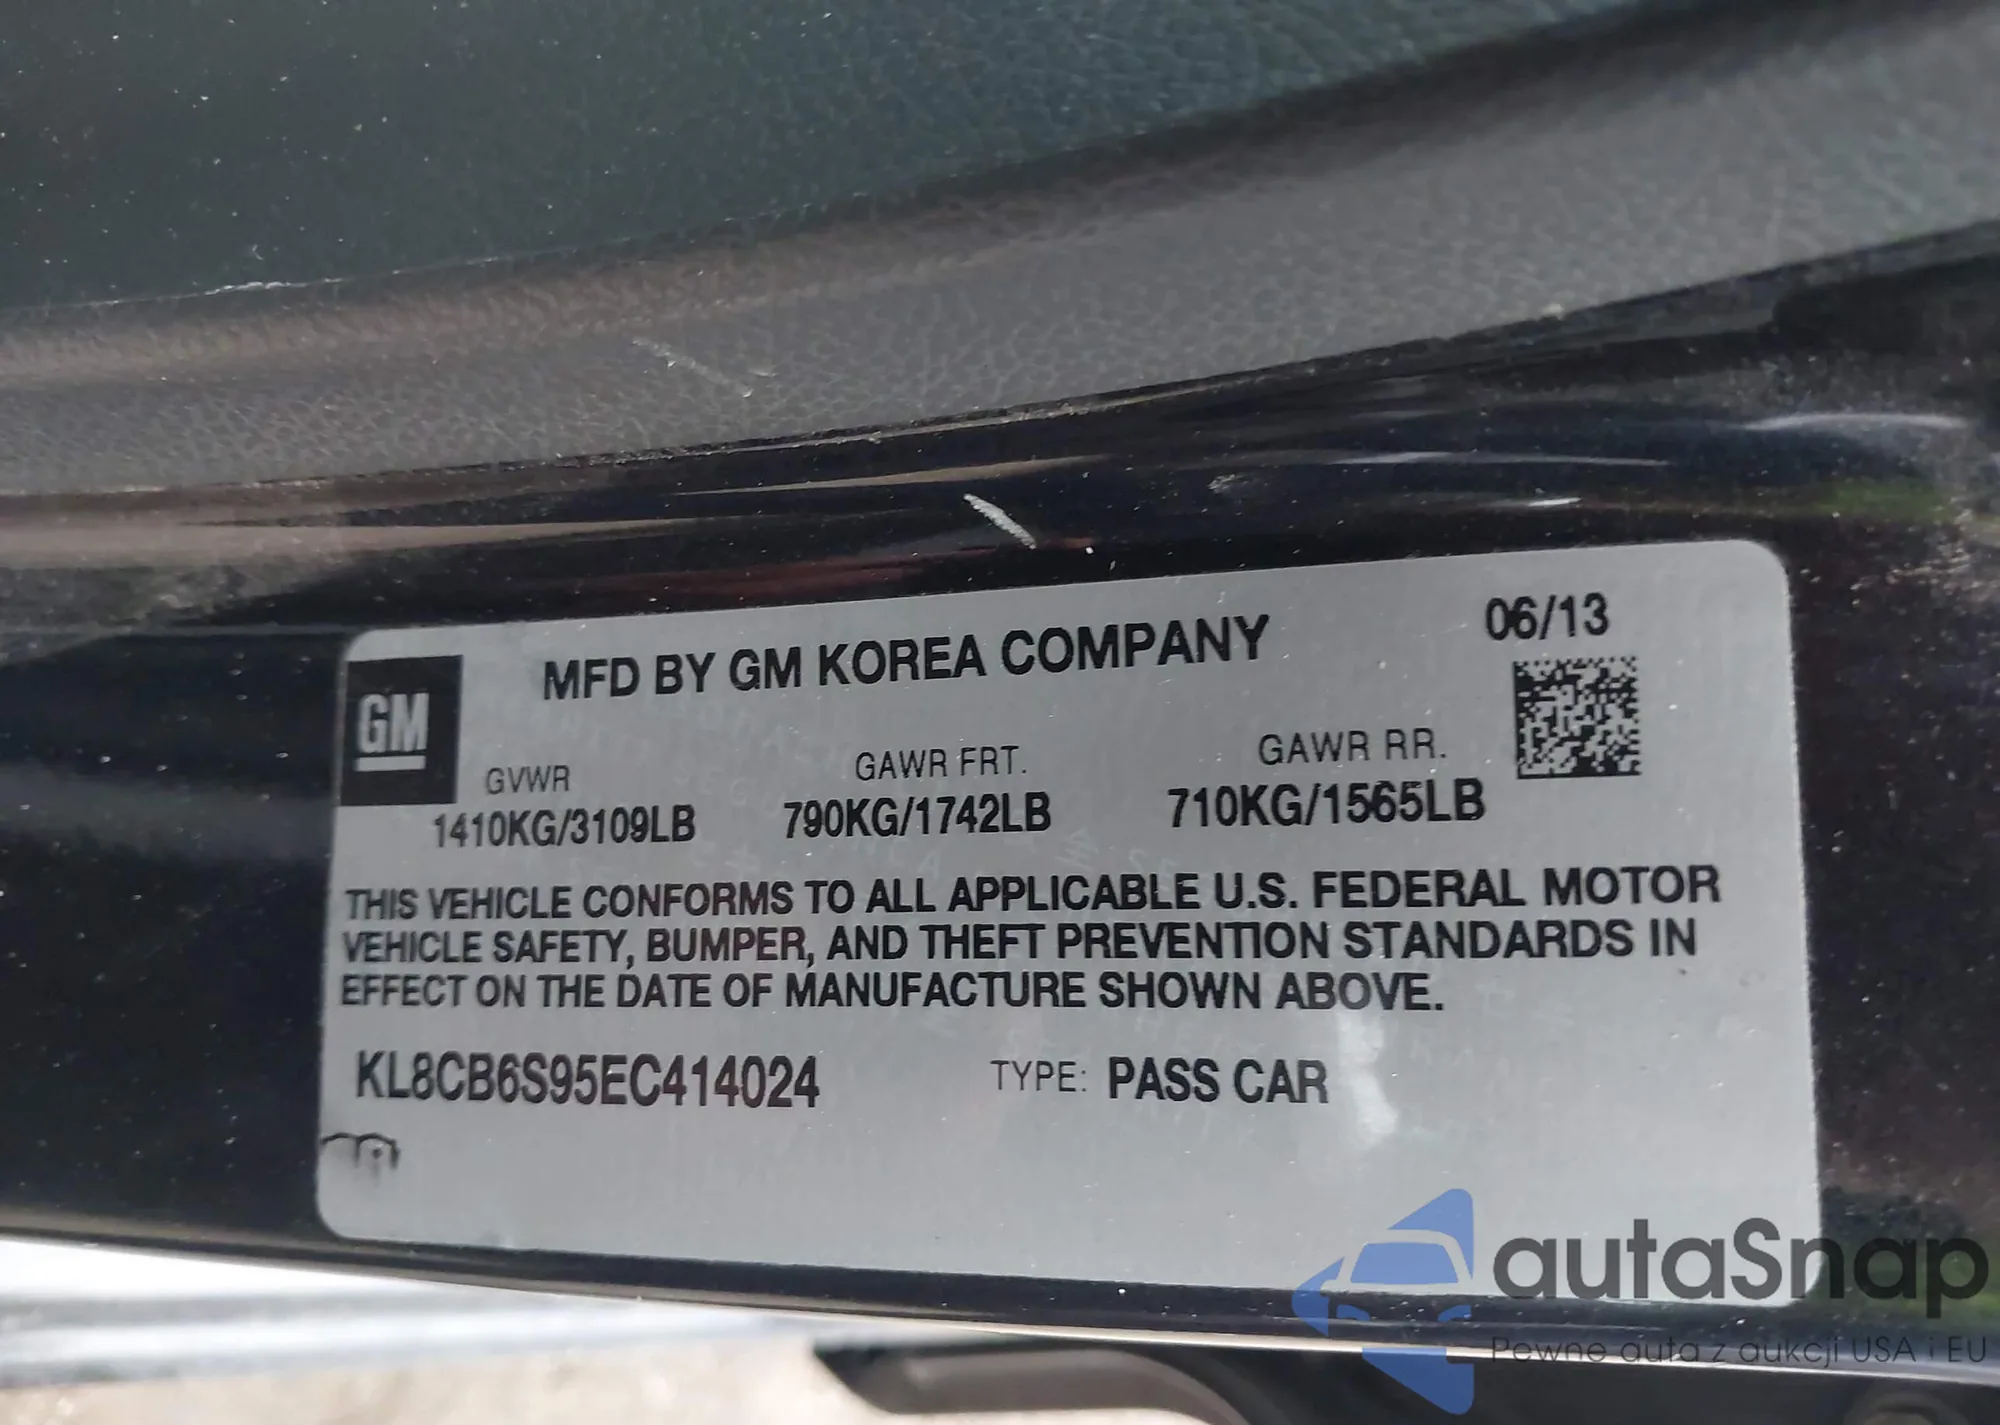 MFD BY GM KOREA COMPANY
06/13
GM
GVWR
GAWR FRT.
GAWR RR.
1410KG/3109LB
790KG/1742LB
710KG/1565LB
THIS VEHICLE CONFORMS TO ALL APPLICABLE U.S. FEDERAL MOTOR
VEHICLE SAFETY, BUMPER, AND THEFT PREVENTION STANDARDS IN
EFFECT ON THE DATE OF MANUFACTURE SHOWN ABOVE.
KL8CB6S95EC414024
TYPE: PASS CAR
autaSnap
Pewne auta z aukcji USA i EU